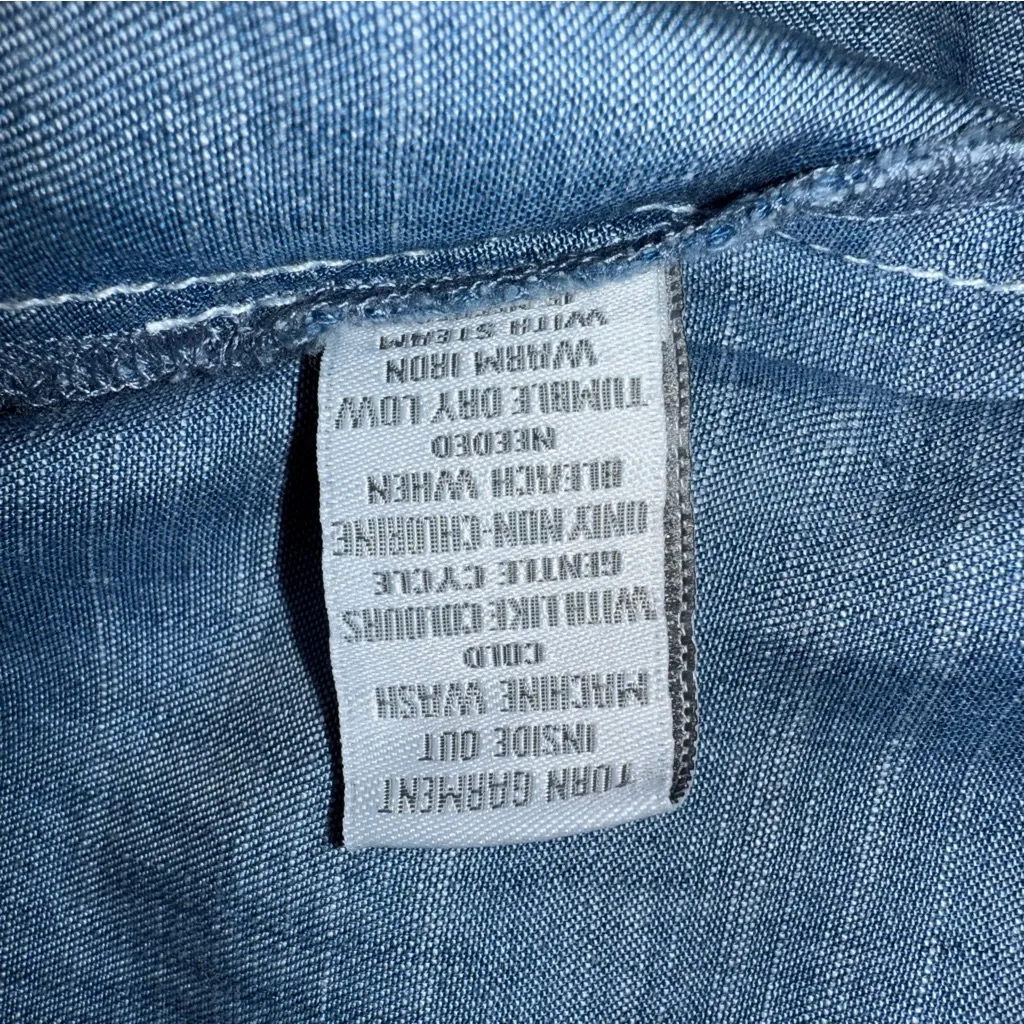 TURN GARMENT
INSIDE OUT
MACHINE WASH
COLD
WITH LIKE COLOURS
GENTLE CYCLE
ONLY NON-CHLORINE
BLEACH WHEN
NEEDED
TUMBLE DRY LOW
WARM IRON
WITH STEAM